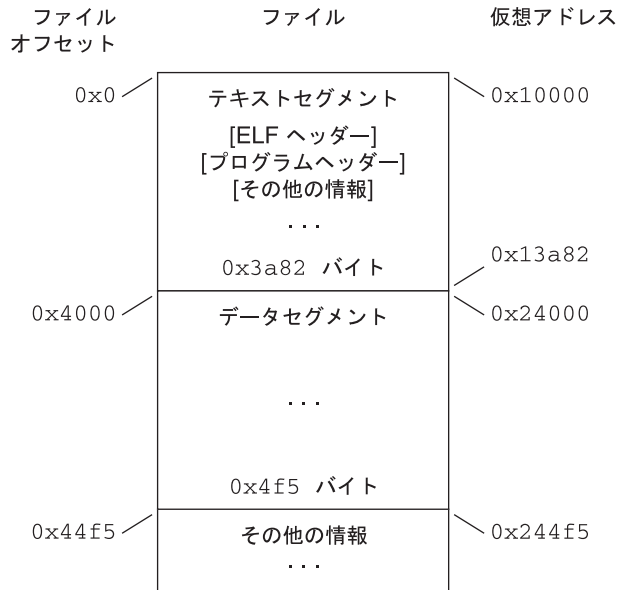 ファイル
オフセット
ファイル
仮想アドレス
0x0
テキストセグメント
0x10000
[ELF ヘッダー]
[プログラムヘッダー]
[その他の情報]
...
0x3a82 バイト
0x13a82
0x4000
データセグメント
0x24000
...
0x4f5 バイト
0x44f5
その他の情報
0x244f5
...